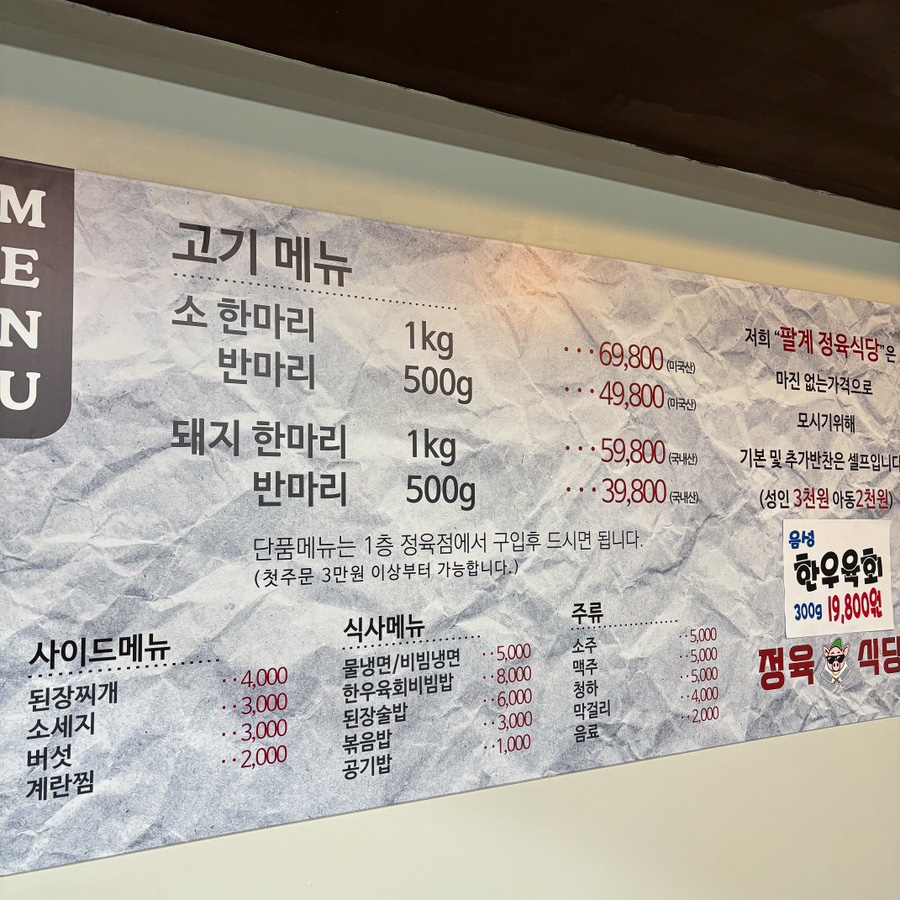 MENU
고기 메뉴
소 한마리 1kg ···69,800 (미국산)
반마리 500g ···49,800 (미국산)
돼지 한마리 1kg ···59,800 (국내산)
반마리 500g ···39,800 (국내산)
단품메뉴는 1층 정육점에서 구입후 드시면 됩니다.
(첫주문 3만원 이상부터 가능합니다.)
사이드메뉴
된장찌개 ··4,000
소세지 ··3,000
버섯 ··3,000
계란찜 ··2,000
식사메뉴
물냉면/비빔냉면 ··5,000
한우육회비빔밥 ··8,000
된장술밥 ··6,000
볶음밥 ··3,000
공기밥 ··1,000
주류
소주 ··5,000
맥주 ··5,000
청하 ··5,000
막걸리 ··4,000
음료 ··2,000
저희 “팔계 정육식당”은
마진 없는가격으로
모시기위해
기본 및 추가반찬은 셀프입니다
(성인 3천원 아동2천원)
음성
한우육회
300g 19,800원
정육 식당